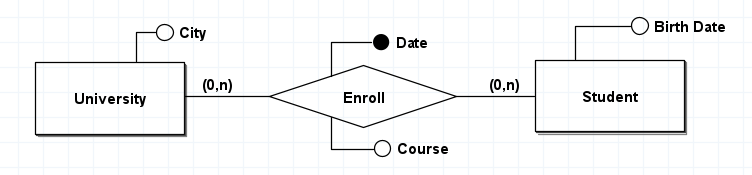 City
Date
Birth Date
University
(0,n)
Enroll
(0,n)
Student
Course